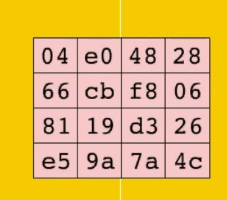 04 e0 48 28
66 cb f8 06
81 19 d3 26
e5 9a 7a 4c